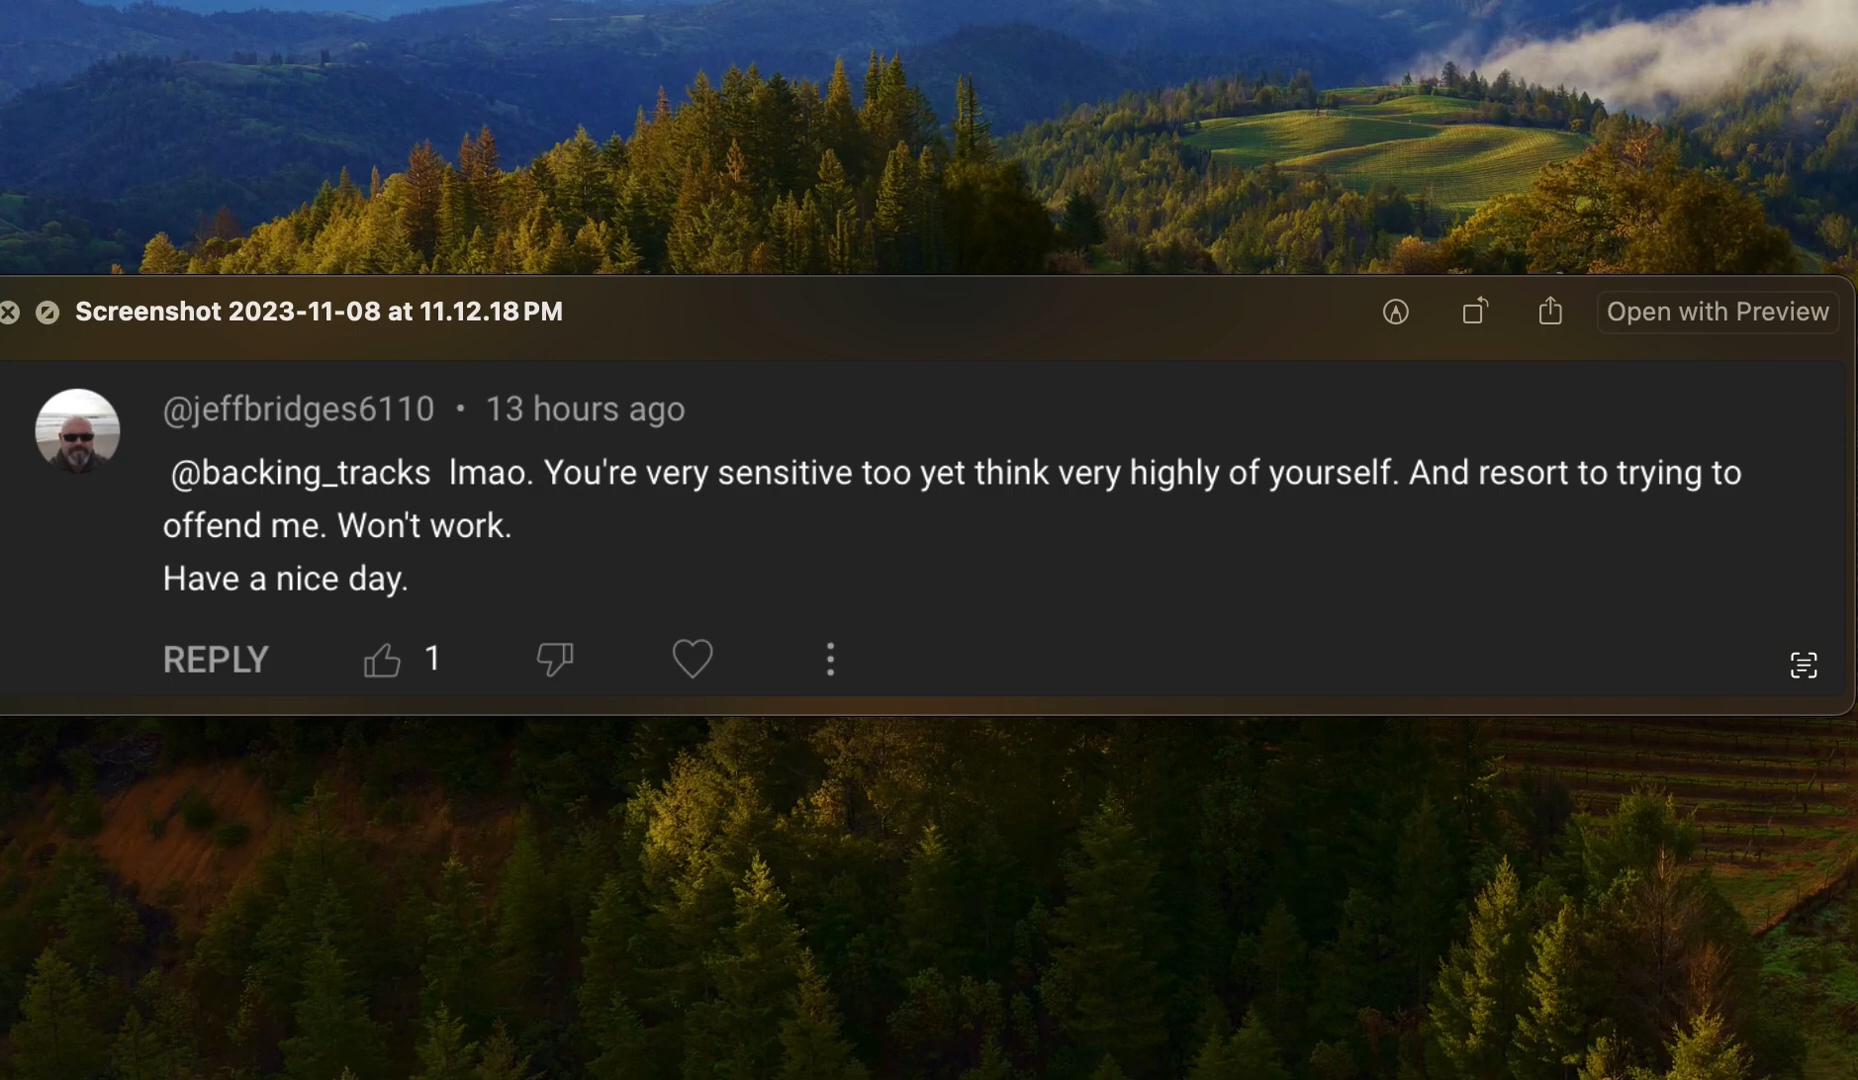 Screenshot 2023-11-08 at 11.12.18 PM
Open with Preview
@jeffbridges6110 • 13 hours ago
@backing_tracks lmao. You're very sensitive too yet think very highly of yourself. And resort to trying to
offend me. Won't work.
Have a nice day.
REPLY 1